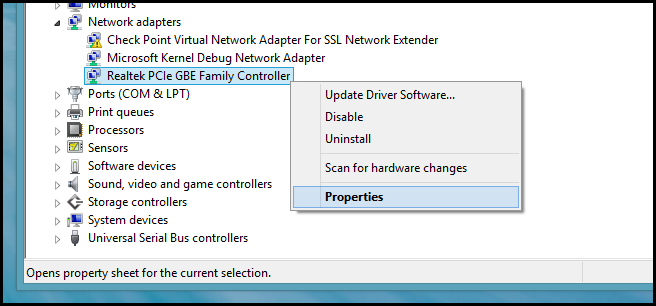 Monitors
Network adapters
Check Point Virtual Network Adapter For SSL Network Extender
Microsoft Kernel Debug Network Adapter
Realtek PCIe GBE Family Controller
Ports (COM & LPT)
Print queues
Processors
Sensors
Software devices
Sound, video and game controllers
Storage controllers
System devices
Universal Serial Bus controllers
Update Driver Software...
Disable
Uninstall
Scan for hardware changes
Properties
Opens property sheet for the current selection.